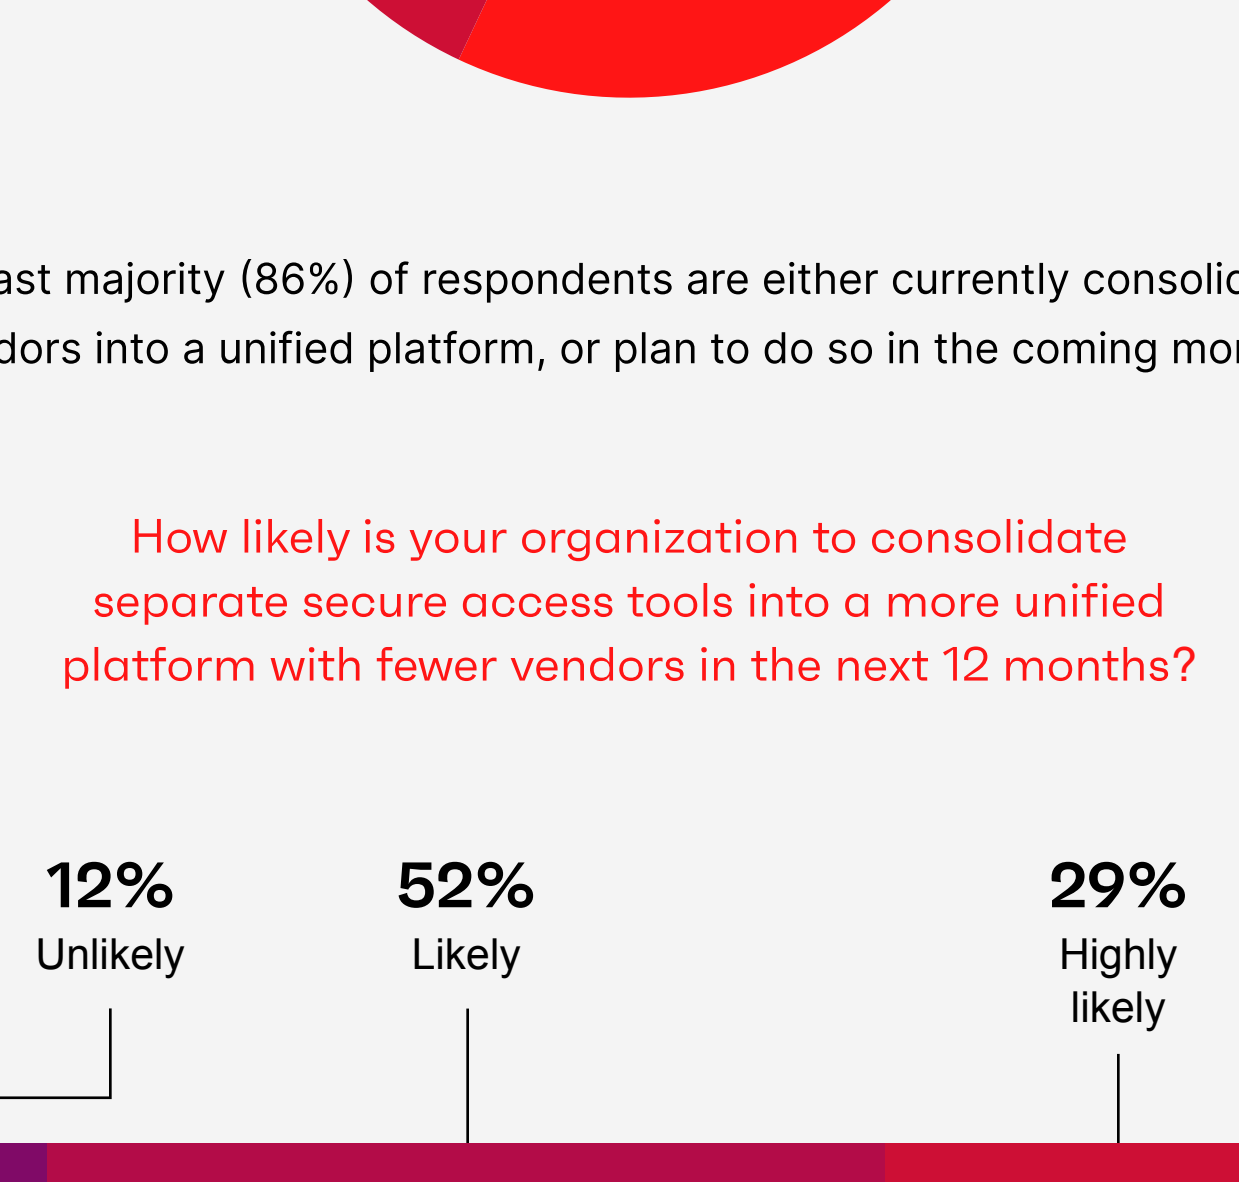 ast majority (86%) of respondents are either currently consolid
dors into a unified platform, or plan to do so in the coming mon
How likely is your organization to consolidate
separate secure access tools into a more unified
platform with fewer vendors in the next 12 months?
12%
Unlikely
52%
Likely
29%
Highly
likely